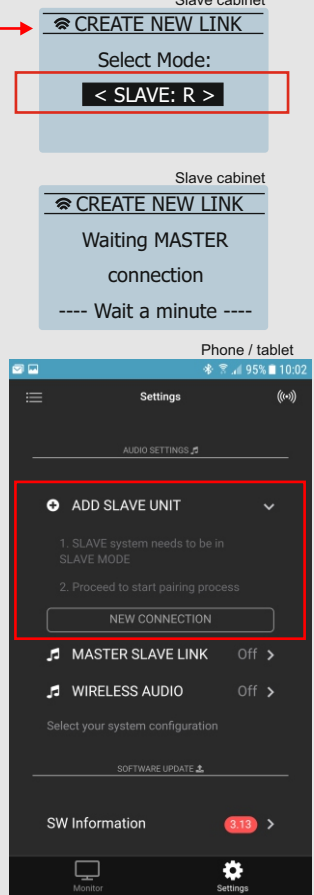 Slave cabinet
CREATE NEW LINK
Select Mode:
< SLAVE: R >
Slave cabinet
CREATE NEW LINK
Waiting MASTER
connection
---- Wait a minute ----
Phone / tablet
95% 10:02
Settings
AUDIO SETTINGS
ADD SLAVE UNIT
1. SLAVE system needs to be in
SLAVE MODE
2. Proceed to start pairing process
NEW CONNECTION
MASTER SLAVE LINK Off >
WIRELESS AUDIO Off >
Select your system configuration
SOFTWARE UPDATE
SW Information 3.13 >
Monitor Settings